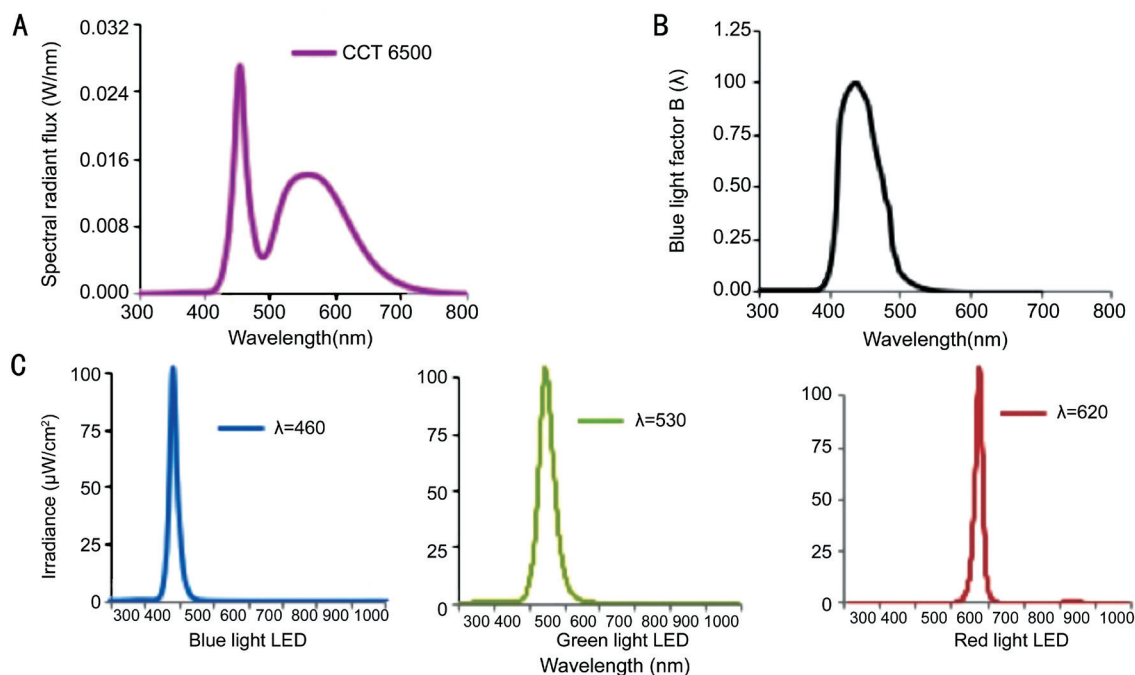 A
Spectral radiant flux (W/nm)
0.032
0.024
0.016
0.008
0.000
CCT 6500
300 400 500 600 700 800
Wavelength(nm)
B
Blue light factor B (λ)
1.25
100
0.75
0.50
0.25
0.00
300 400 500 600 700 800
Wavelength(nm)
C
Irradiance (μW/cm²)
100
75
50
25
0
λ=460
300 400 500 600 700 800 900 1000
Blue light LED
100
75
50
25
0
λ=530
300 400 500 600 700 800 900 1000
Green light LED
Wavelength (nm)
100
75
50
25
0
λ=620
300 400 500 600 700 800 900 1000
Red light LED